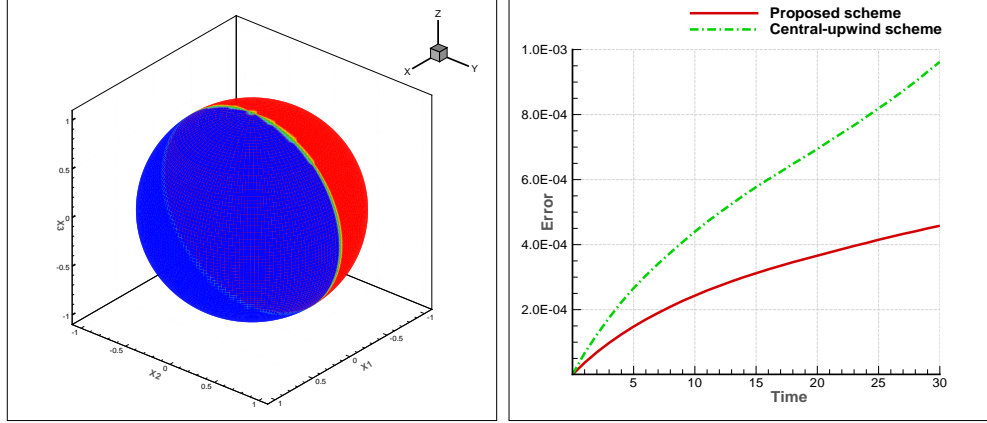 Z
X
Y
1
0.5
0
X3
-0.5
-1
-1
-0.5
0
X2
0.5
1
-1
-0.5
0
X1
0.5
1
Proposed scheme
Central-upwind scheme
1.0E-03
8.0E-04
6.0E-04
Error
4.0E-04
2.0E-04
5
10
15
20
25
30
Time